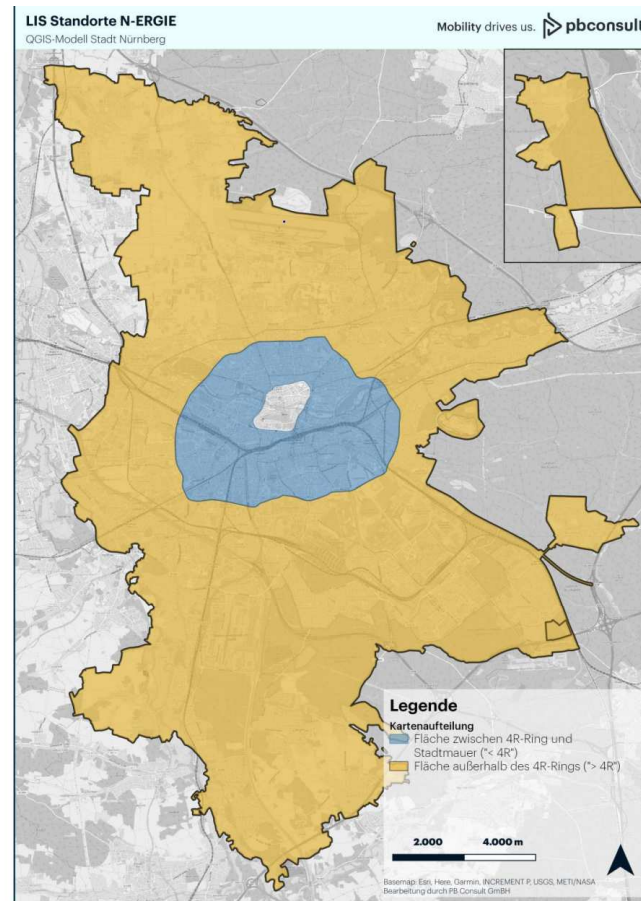 LIS Standorte N-ERGIE
QGIS-Modell Stadt Nürnberg
Mobility drives us. pbconsult
Legende
Kartenaufteilung
Fläche zwischen 4R-Ring und
Stadtmauer ("< 4R")
Fläche außerhalb des 4R-Rings ("> 4R")
2.000 4.000 m
Basemap: Esri, Here, Garmin, INCREMENT P, USGS, METI/NASA
Bearbeitung durch PB Consult GmbH